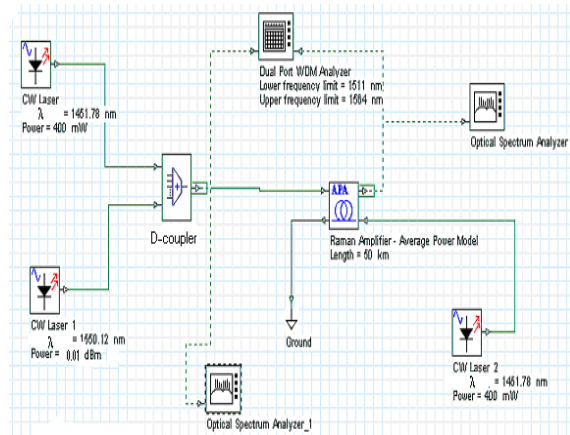 CW Laser
λ = 1451.78 nm
Power = 400 mW
Dual Port WDM Analyzer
Lower frequency limit = 1511 nm
Upper frequency limit = 1564 nm
Optical Spectrum Analyzer
D-coupler
APA
Raman Amplifier - Average Power Model
Length = 50 km
CW Laser 1
λ = 1550.12 nm
Power = 0.01 dBm
Ground
CW Laser 2
λ = 1451.78 nm
Power = 400 mW
Optical Spectrum Analyzer_1